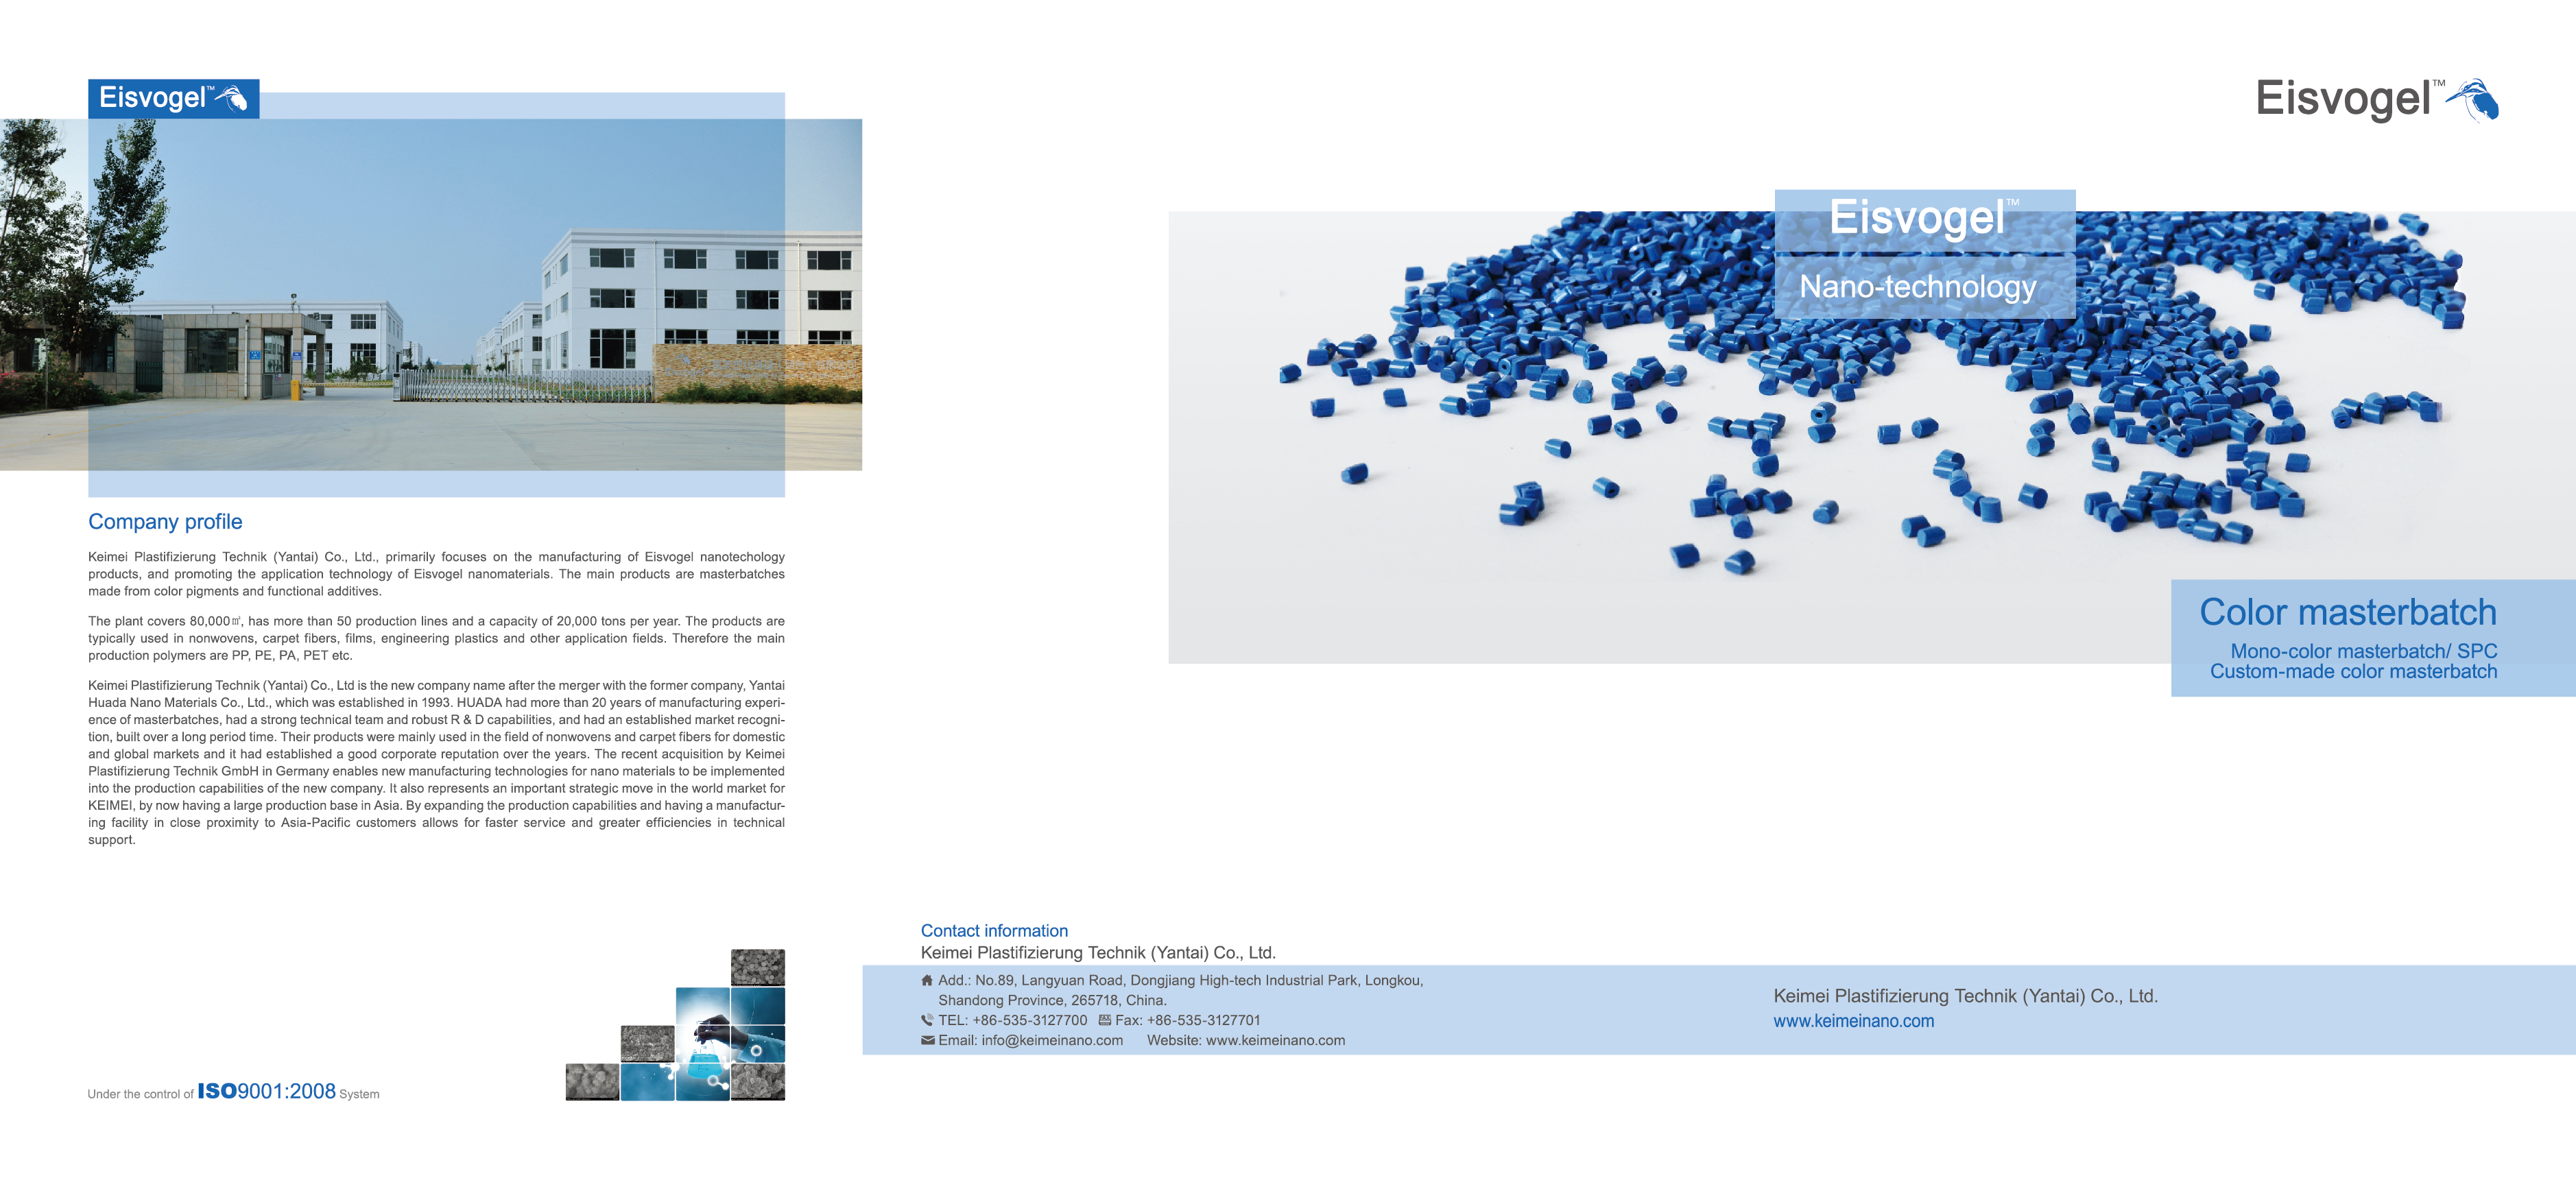 Eisvogel™
Company profile
Keimei Plastifizierung Technik (Yantai) Co., Ltd., primarily focuses on the manufacturing of Eisvogel nanotechology
products, and promoting the application technology of Eisvogel nanomaterials. The main products are masterbatches
made from color pigments and functional additives.
The plant covers 80,000㎡, has more than 50 production lines and a capacity of 20,000 tons per year. The products are
typically used in nonwovens, carpet fibers, films, engineering plastics and other application fields. Therefore the main
production polymers are PP, PE, PA, PET etc.
Keimei Plastifizierung Technik (Yantai) Co., Ltd is the new company name after the merger with the former company, Yantai
Huada Nano Materials Co., Ltd., which was established in 1993. HUADA had more than 20 years of manufacturing experi-
ence of masterbatches, had a strong technical team and robust R & D capabilities, and had an established market recogni-
tion, built over a long period time. Their products were mainly used in the field of nonwovens and carpet fibers for domestic
and global markets and it had established a good corporate reputation over the years. The recent acquisition by Keimei
Plastifizierung Technik GmbH in Germany enables new manufacturing technologies for nano materials to be implemented
into the production capabilities of the new company. It also represents an important strategic move in the world market for
KEIMEI, by now having a large production base in Asia. By expanding the production capabilities and having a manufactur-
ing facility in close proximity to Asia-Pacific customers allows for faster service and greater efficiencies in technical
support.
Under the control of ISO9001:2008 System
Contact information
Keimei Plastifizierung Technik (Yantai) Co., Ltd.
Add.: No.89, Langyuan Road, Dongjiang High-tech Industrial Park, Longkou,
Shandong Province, 265718, China.
TEL: +86-535-3127700 Fax: +86-535-3127701
Email: info@keimeinano.com Website: www.keimeinano.com
Eisvogel™
Eisvogel™
Nano-technology
Color masterbatch
Mono-color masterbatch/ SPC
Custom-made color masterbatch
Keimei Plastifizierung Technik (Yantai) Co., Ltd.
www.keimeinano.com